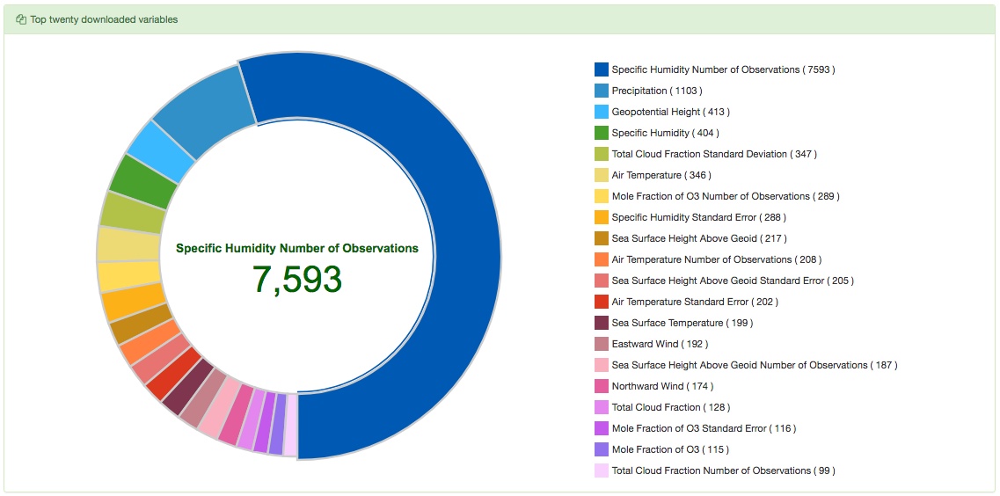 Top twenty downloaded variables
Specific Humidity Number of Observations
7,593
Specific Humidity Number of Observations ( 7593 )
Precipitation ( 1103 )
Geopotential Height ( 413 )
Specific Humidity ( 404 )
Total Cloud Fraction Standard Deviation ( 347 )
Air Temperature ( 346 )
Mole Fraction of O3 Number of Observations ( 289 )
Specific Humidity Standard Error ( 288 )
Sea Surface Height Above Geoid ( 217 )
Air Temperature Number of Observations ( 208 )
Sea Surface Height Above Geoid Standard Error ( 205 )
Air Temperature Standard Error ( 202 )
Sea Surface Temperature ( 199 )
Eastward Wind ( 192 )
Sea Surface Height Above Geoid Number of Observations ( 187 )
Northward Wind ( 174 )
Total Cloud Fraction ( 128 )
Mole Fraction of O3 Standard Error ( 116 )
Mole Fraction of O3 ( 115 )
Total Cloud Fraction Number of Observations ( 99 )